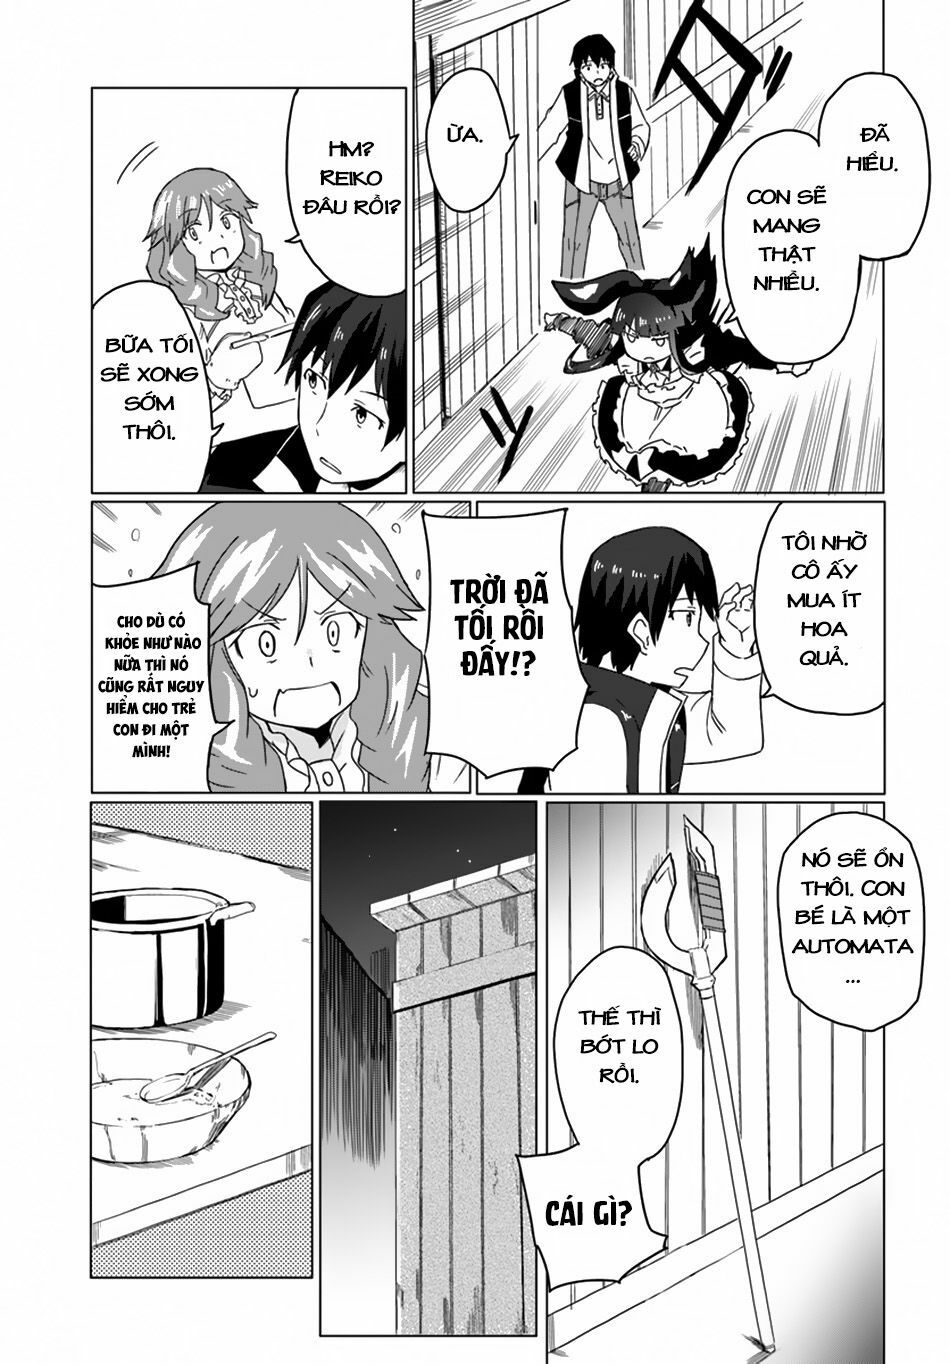 ĐÃ
HIỂU.
CON SẼ
MANG
THẬT
NHIỀU.
ỪA.
HM?
REIKO
ĐÂU RỒI?
BỮA TỐI
SẼ XONG
SỚM
THÔI.
TÔI NHỜ
CÔ ẤY
MUA ÍT
HOA
QUẢ.
TRỜI ĐÃ
TỐI RỒI
ĐẤY!?
CHO DÙ CÓ
KHỎE NHƯ NÀO
NỮA THÌ NÓ
CŨNG RẤT NGUY
HIỂM CHO TRẺ
CON ĐI MỘT
MÌNH!
NÓ SẼ ỔN
THÔI. CON
BÉ LÀ MỘT
AUTOMATA
...
THẾ THÌ
BỚT LO
RỒI.
CÁI GÌ?